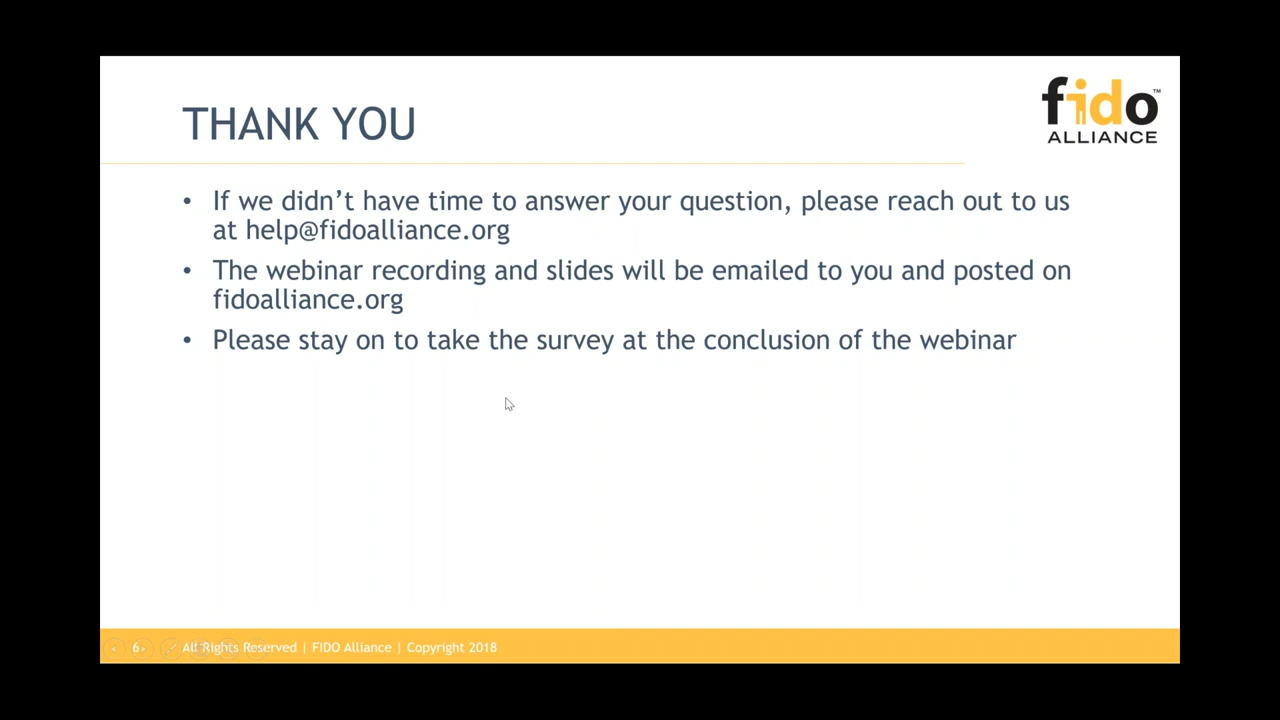 THANK YOU
fido™
ALLIANCE
• If we didn’t have time to answer your question, please reach out to us
at help@fidoalliance.org
• The webinar recording and slides will be emailed to you and posted on
fidoalliance.org
• Please stay on to take the survey at the conclusion of the webinar
6 All Rights Reserved | FIDO Alliance | Copyright 2018